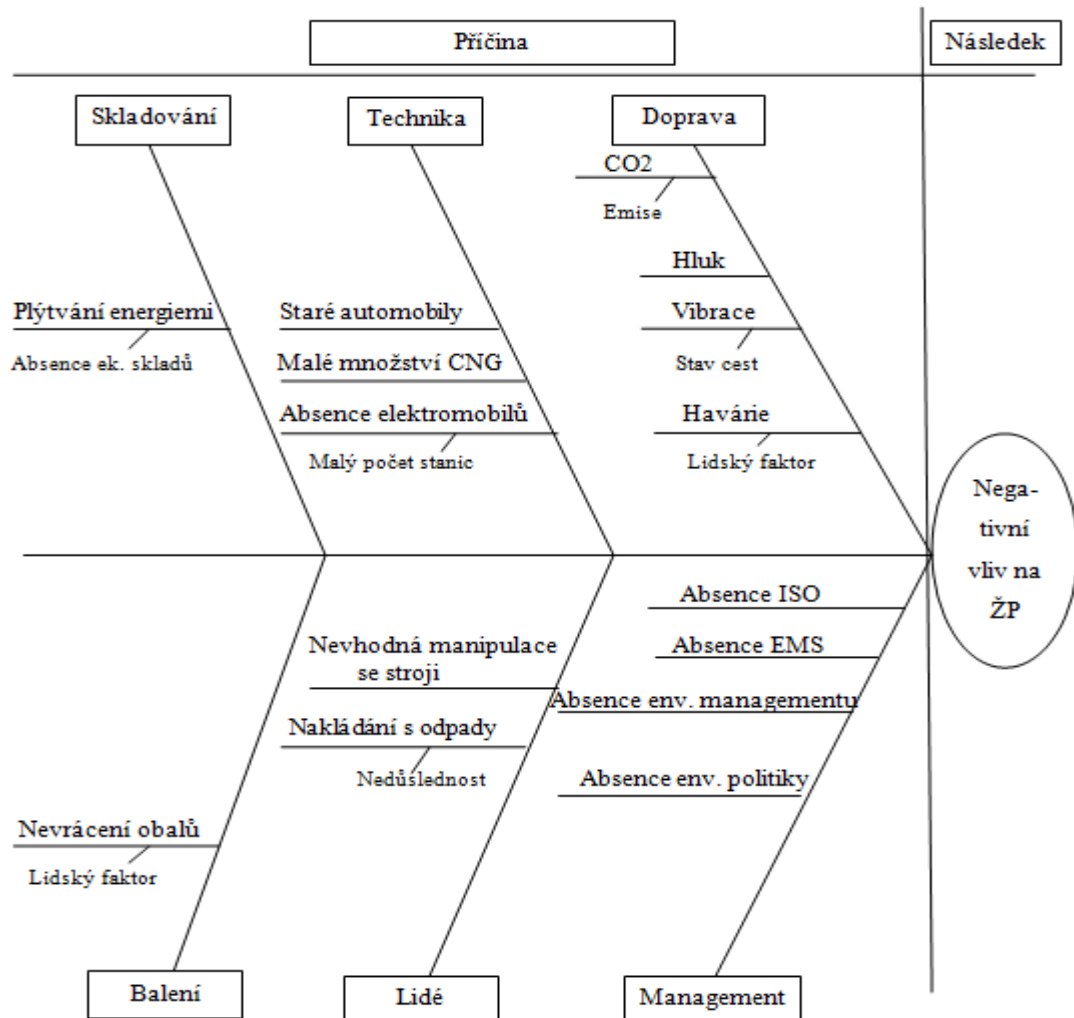 Příčina
Následek
Skladování
Technika
Doprava
CO2
Emise
Hluk
Plýtvání energiemi
Staré automobily
Vibrace
Absence ek. skladů
Malé množství CNG
Stav cest
Absence elektromobilů
Havárie
Malý počet stanic
Lidský faktor
Nega-
tivní
vliv na
ŽP
Absence ISO
Nevhodná manipulace
se stroji
Absence EMS
Absence env. managementu
Nakládání s odpady
Nedůslednost
Absence env. politiky
Nevrácení obalů
Lidský faktor
Balení
Lidé
Management